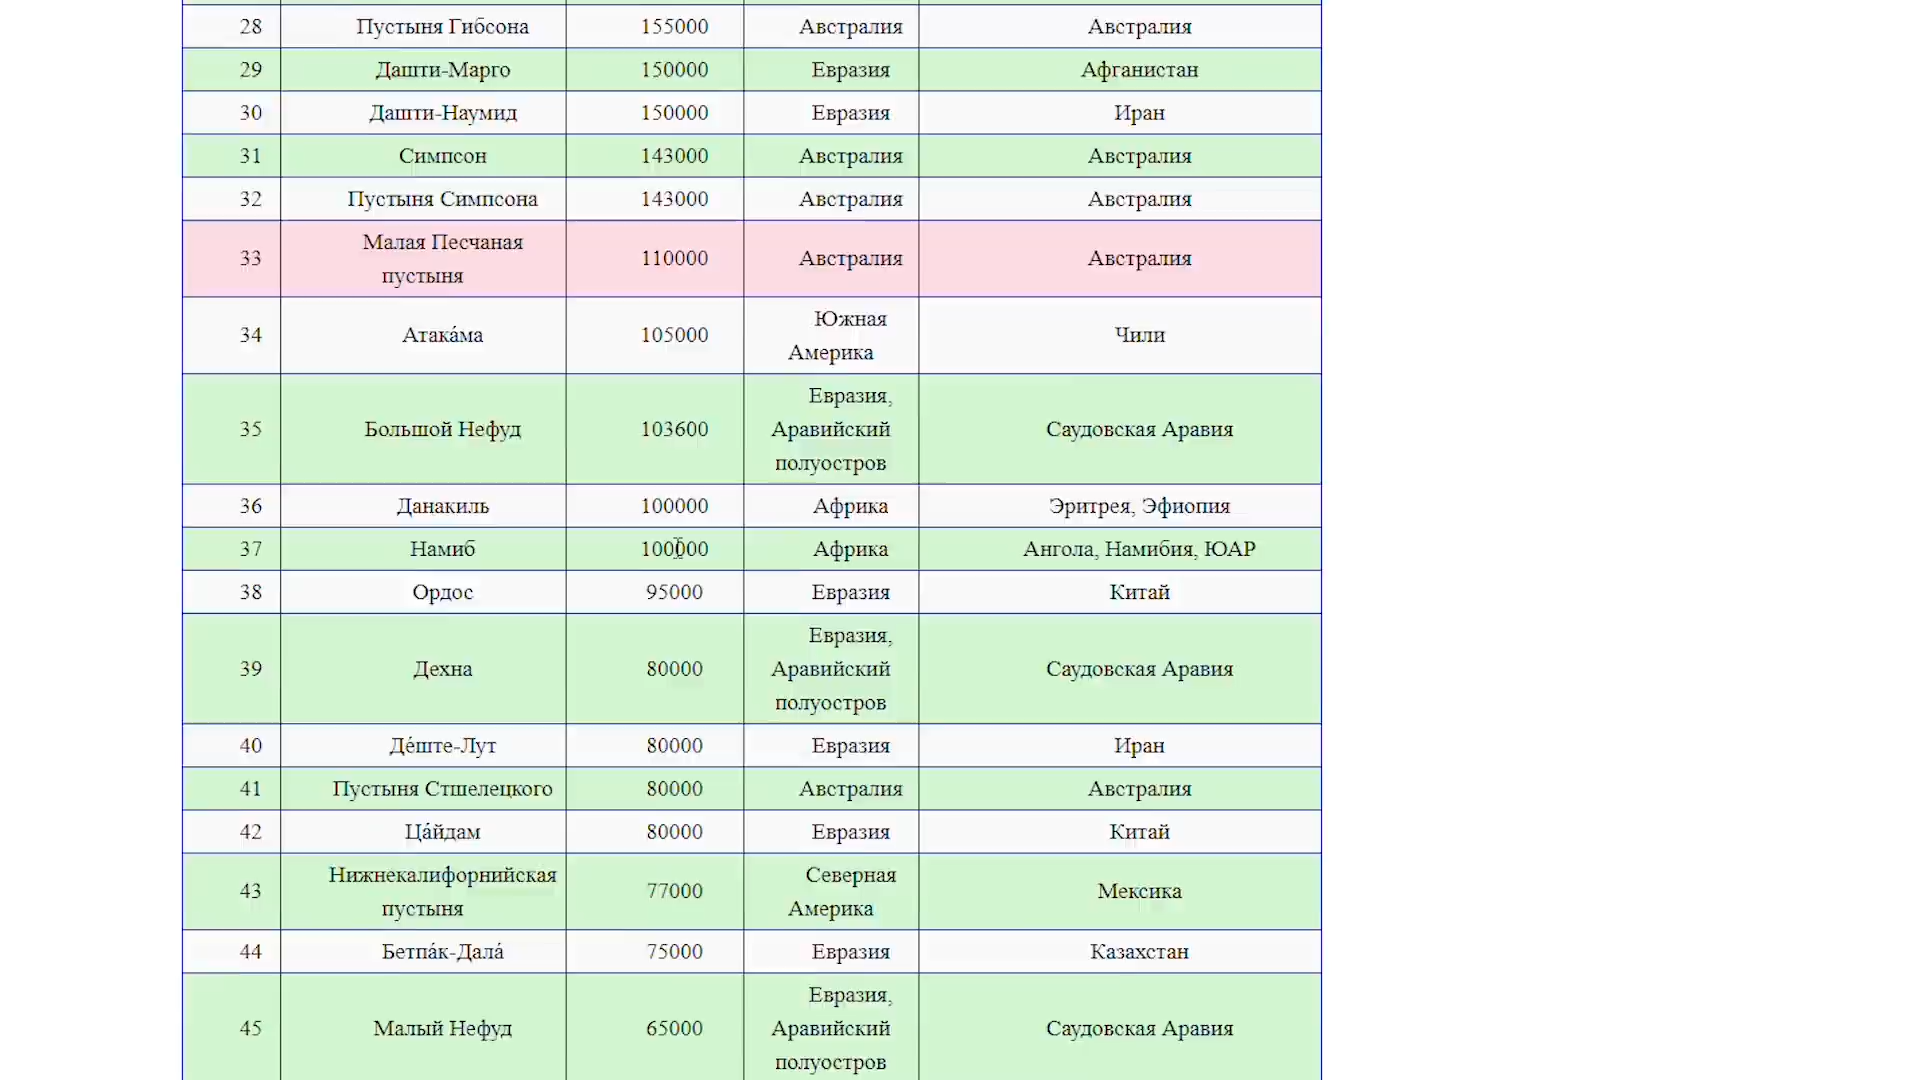 28 Пустыня Гибсона 155000 Австралия Австралия
29 Дашти-Марго 150000 Евразия Афганистан
30 Дашти-Наумид 150000 Евразия Иран
31 Симпсон 143000 Австралия Австралия
32 Пустыня Симпсона 143000 Австралия Австралия
33 Малая Песчаная пустыня 110000 Австралия Австралия
34 Атака́ма 105000 Южная Америка Чили
35 Большой Нефуд 103600 Евразия, Аравийский полуостров Саудовская Аравия
36 Данакиль 100000 Африка Эритрея, Эфиопия
37 Намиб 100000 Африка Ангола, Намибия, ЮАР
38 Ордос 95000 Евразия Китай
39 Дехна 80000 Евразия, Аравийский полуостров Саудовская Аравия
40 Де́ште-Лут 80000 Евразия Иран
41 Пустыня Стшелецкого 80000 Австралия Австралия
42 Ца́йдам 80000 Евразия Китай
43 Нижнекалифорнийская пустыня 77000 Северная Америка Мексика
44 Бетпа́к-Дала́ 75000 Евразия Казахстан
45 Малый Нефуд 65000 Евразия, Аравийский полуостров Саудовская Аравия